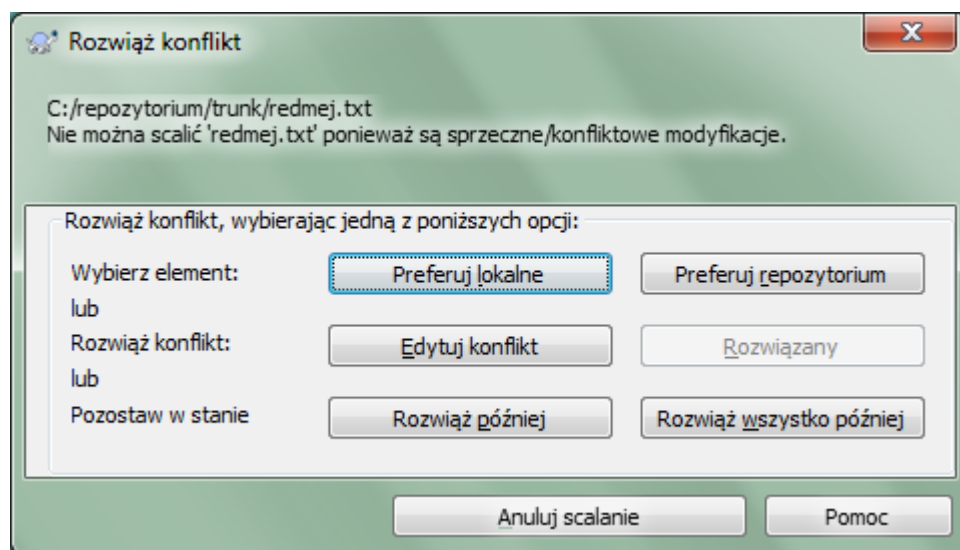 Rozwiąż konflikt
C:/repozytorium/trunk/redmej.txt
Nie można scalić 'redmej.txt' ponieważ są sprzeczne/konfliktowe modyfikacje.
Rozwiąż konflikt, wybierając jedną z poniższych opcji:
Wybierz element: Preferuj lokalne Preferuj repozytorium
lub
Rozwiąż konflikt: Edytuj konflikt Rozwiązany
lub
Pozostaw w stanie Rozwiąż później Rozwiąż wszystko później
Anuluj scalanie Pomoc